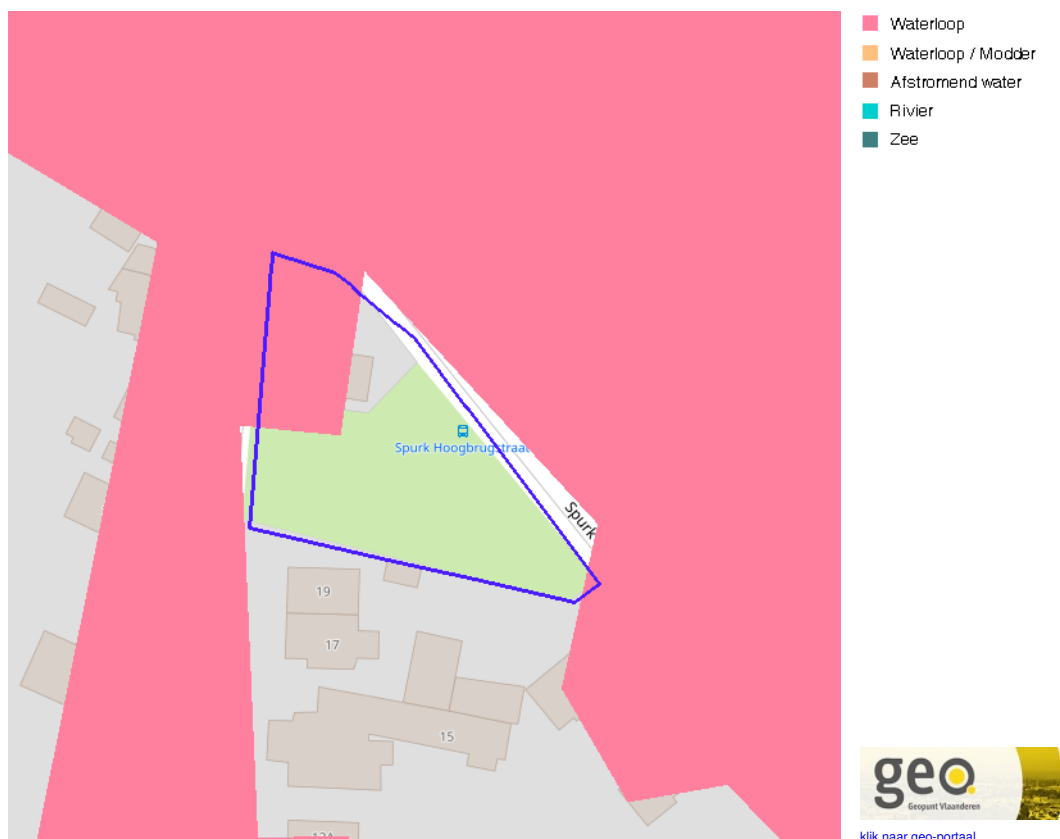 Waterloop
Waterloop / Modder
Afstromend water
Rivier
Zee
Spurk Hoogbrugstraat
Spurk
19
17
15
13A
geo
Geopunt Vlaanderen
klik naar geo-portaal